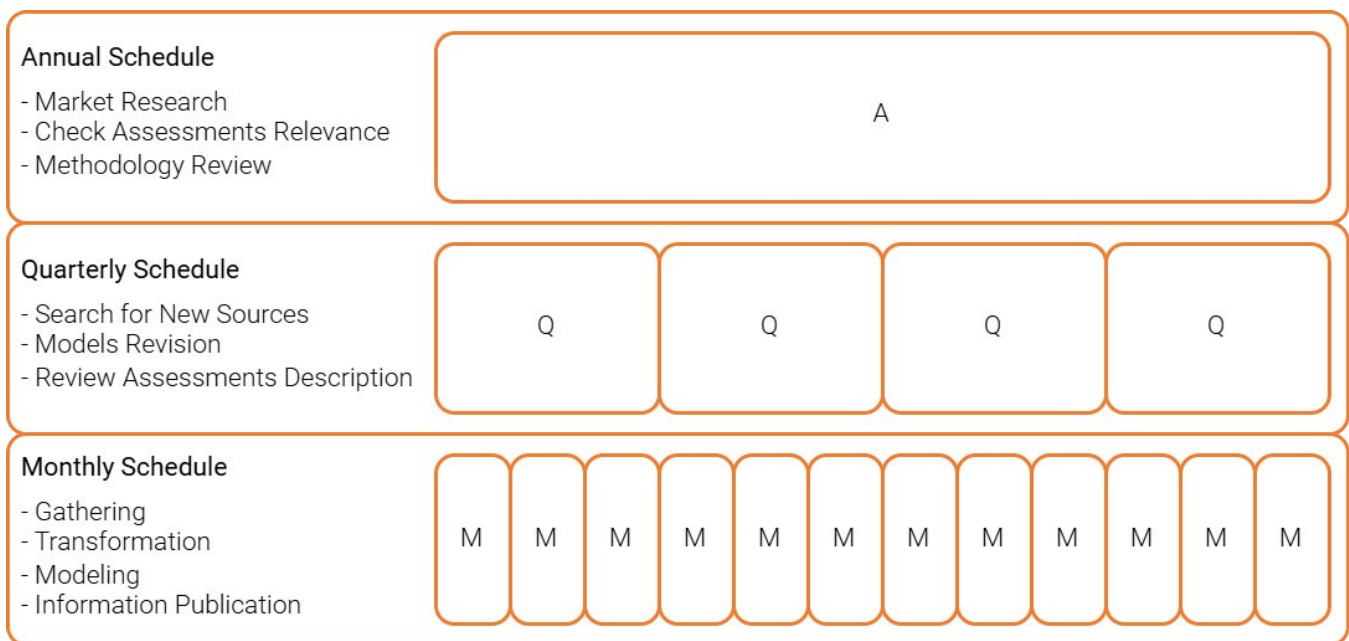 Annual Schedule
- Market Research
- Check Assessments Relevance
- Methodology Review
A
Quarterly Schedule
- Search for New Sources
- Models Revision
- Review Assessments Description
Q Q Q Q
Monthly Schedule
- Gathering
- Transformation
- Modeling
- Information Publication
M M M M M M M M M M M M